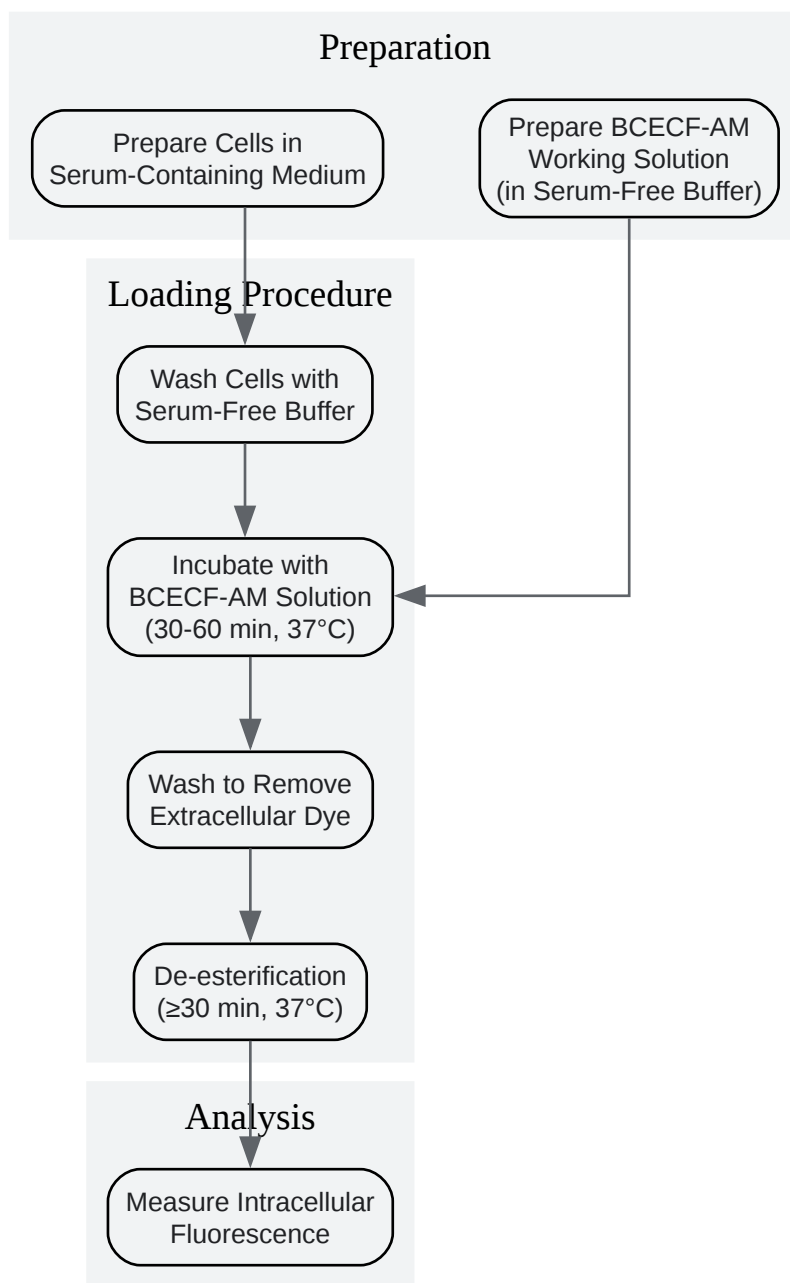 Preparation
Prepare Cells in
Serum-Containing Medium
Prepare BCECF-AM
Working Solution
(in Serum-Free Buffer)
Loading Procedure
Wash Cells with
Serum-Free Buffer
Incubate with
BCECF-AM Solution
(30-60 min, 37°C)
Wash to Remove
Extracellular Dye
De-esterification
(≥30 min, 37°C)
Analysis
Measure Intracellular
Fluorescence